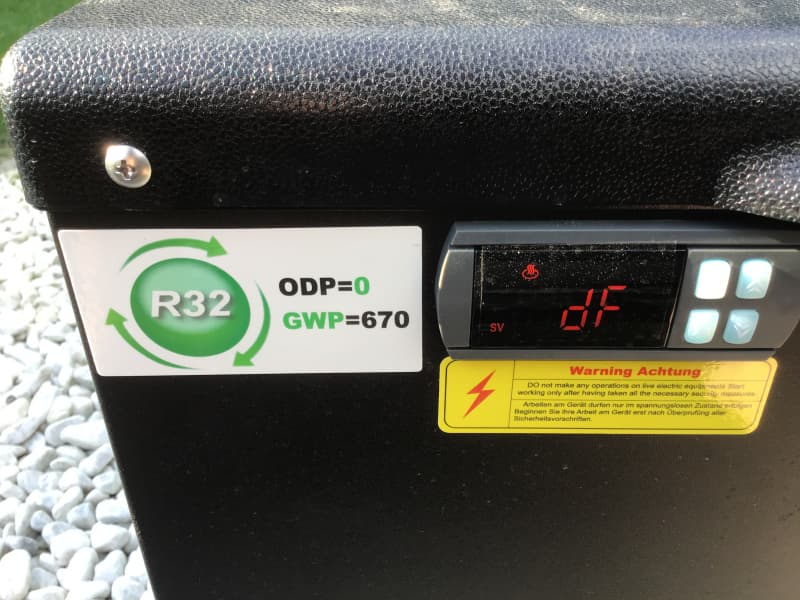 R32
ODP=0
GWP=670
SV
dF
Warning Achtung
DO not make any operations on live electric equipments Start
working only after having taken all the necessary security measures
Arbeiten am Gerät durfen nur im spannungslosen Zustand erfolgen
Beginnen Sie Ihre Arbeit am Gerät erst nach Überprüfung aller
Sicherheitsvorschriften.